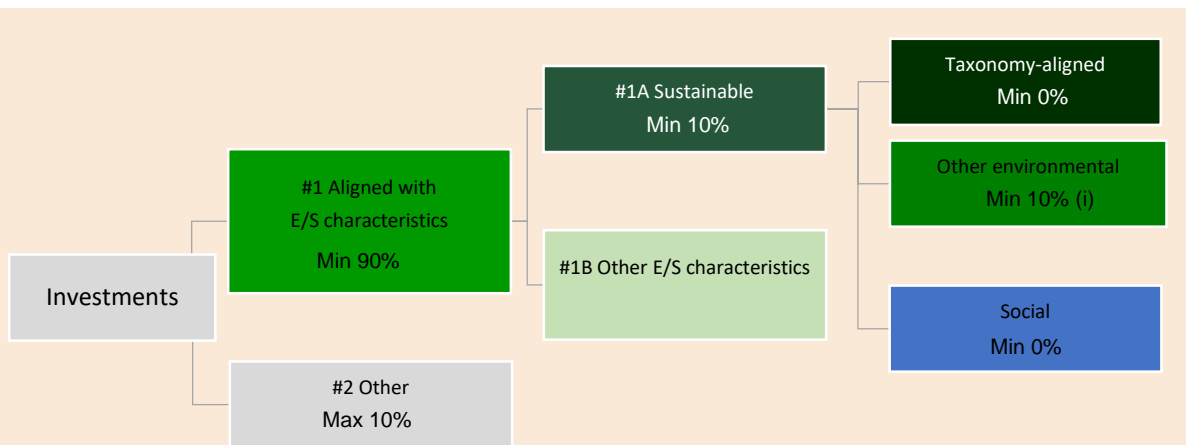 Investments
#1 Aligned with
E/S characteristics
Min 90%
#2 Other
Max 10%
#1A Sustainable
Min 10%
#1B Other E/S characteristics
Taxonomy-aligned
Min 0%
Other environmental
Min 10% (i)
Social
Min 0%